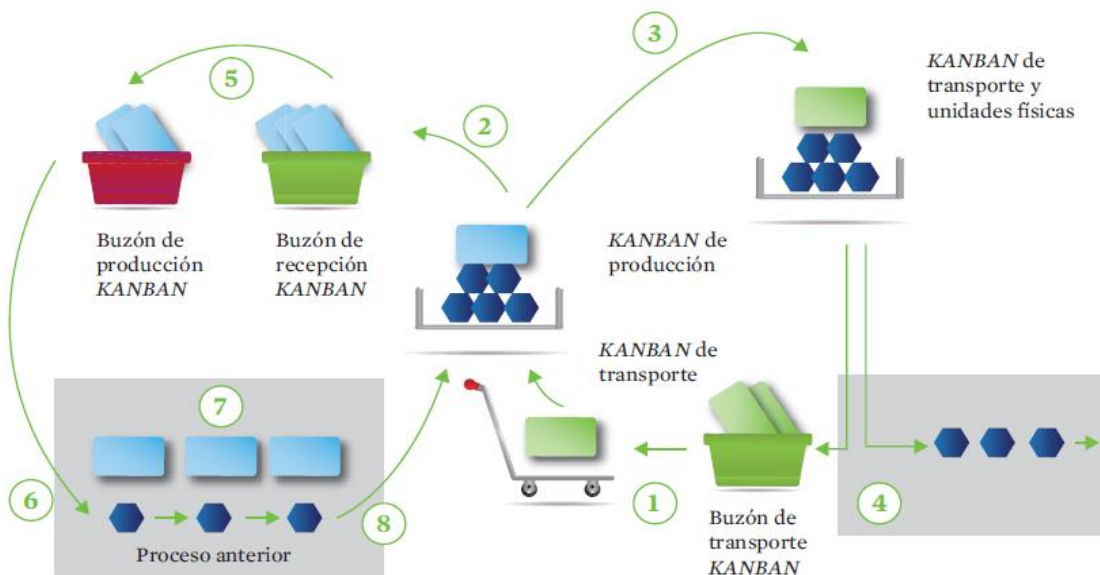 3
KANBAN de
transporte y
unidades físicas
5
2
Buzón de
producción
KANBAN
Buzón de
recepción
KANBAN
KANBAN de
producción
KANBAN de
transporte
7
6
8
Proceso anterior
1
4
Buzón de
transporte
KANBAN